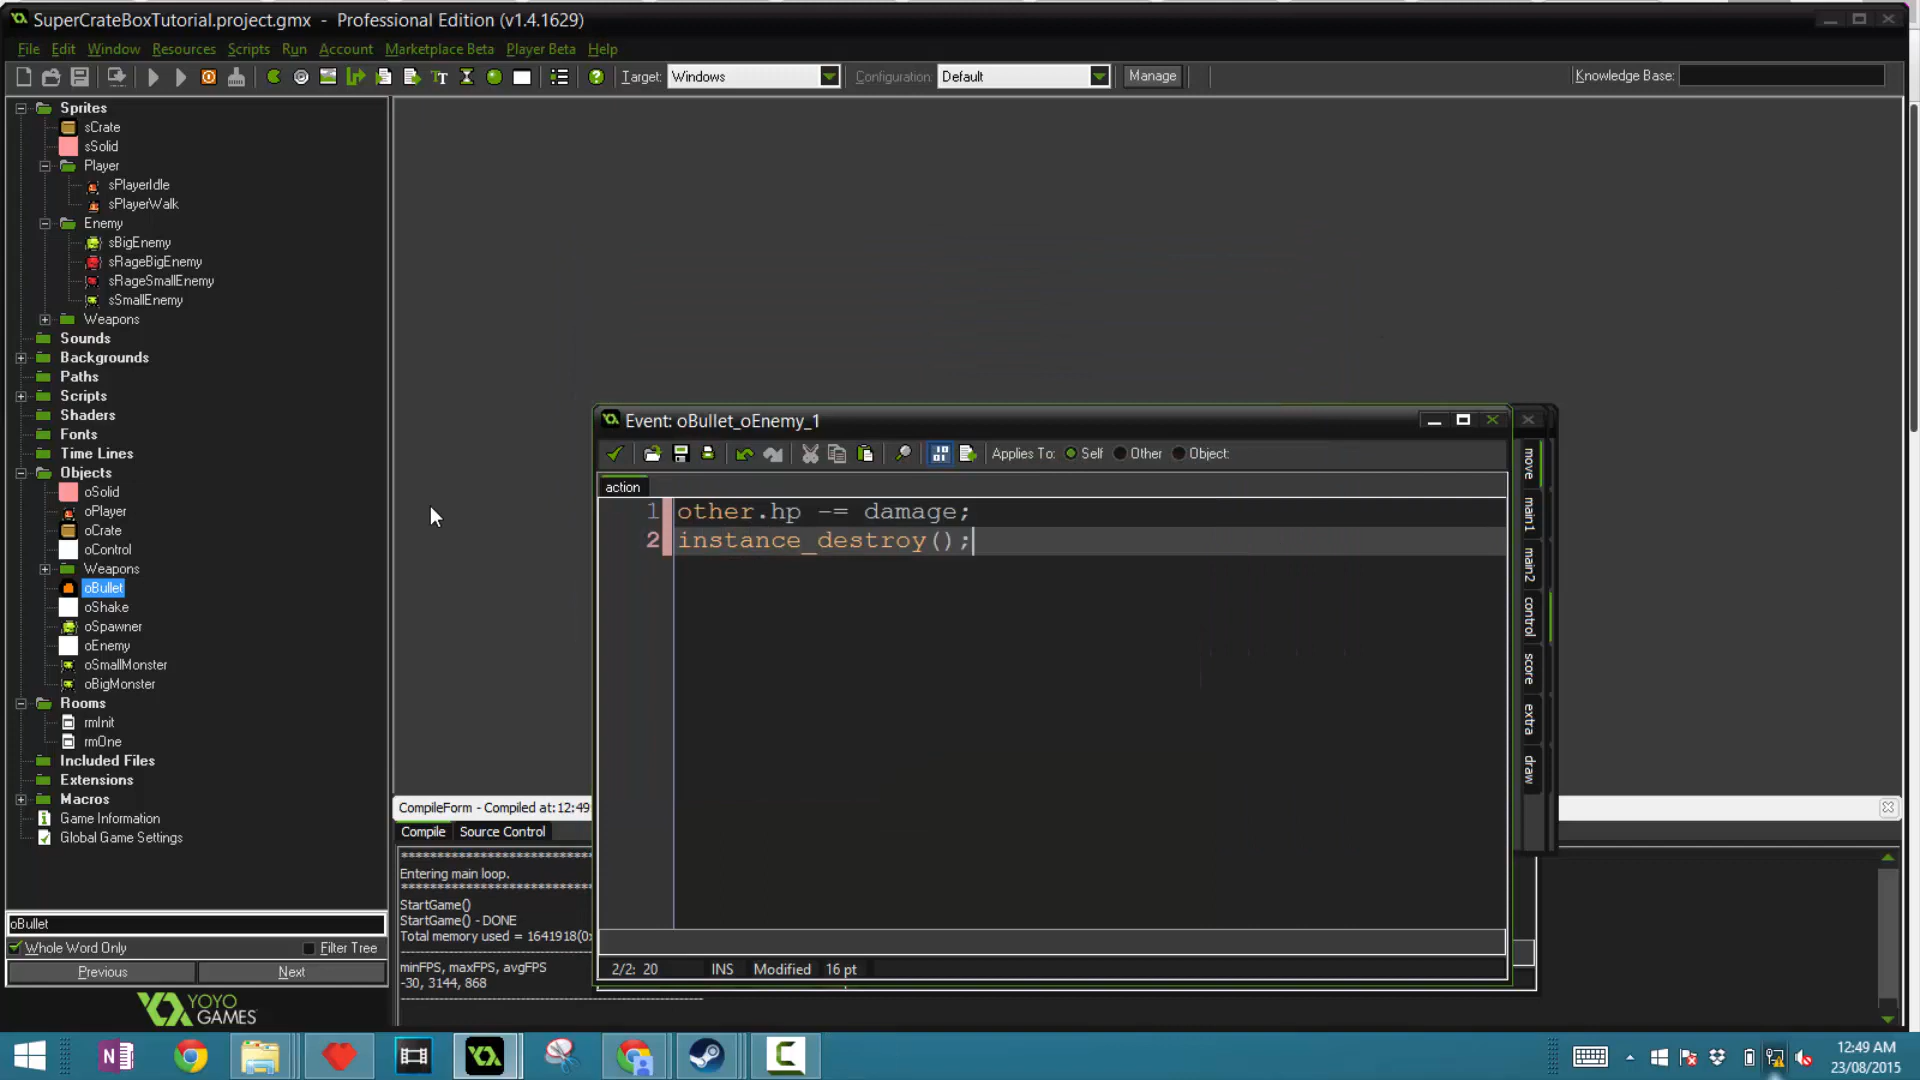 SuperCrateBoxTutorial.project.gmx - Professional Edition (v1.4.1629)
File Edit Window Resources Scripts Run Account Marketplace Beta Player Beta Help
Target: Windows Configuration: Default Manage Knowledge Base:
Sprites
sCrate
sSolid
Player
sPlayerIdle
sPlayerWalk
Enemy
sBigEnemy
sRageBigEnemy
sRageSmallEnemy
sSmallEnemy
Weapons
Sounds
Backgrounds
Paths
Scripts
Shaders
Fonts
Time Lines
Objects
oSolid
oPlayer
oCrate
oControl
Weapons
oBullet
oShake
oSpawner
oEnemy
oSmallMonster
oBigMonster
Rooms
rmInit
rmOne
Included Files
Extensions
Macros
Game Information
Global Game Settings
oBullet
Whole Word Only Filter Tree
Previous Next
YOYO
GAMES
Event: oBullet_oEnemy_1
Applies To: Self Other Object:
action
1 other.hp -= damage;
2 instance_destroy();
2/2: 20 INS Modified 16 pt
move
main1
main2
control
score
extra
draw
CompileForm - Compiled at: 12:49
Compile Source Control
Entering main loop.
StartGame()
StartGame() - DONE
Total memory used = 1641918(0x
minFPS, maxFPS, avgFPS
-30, 3144, 868
12:49 AM
23/08/2015